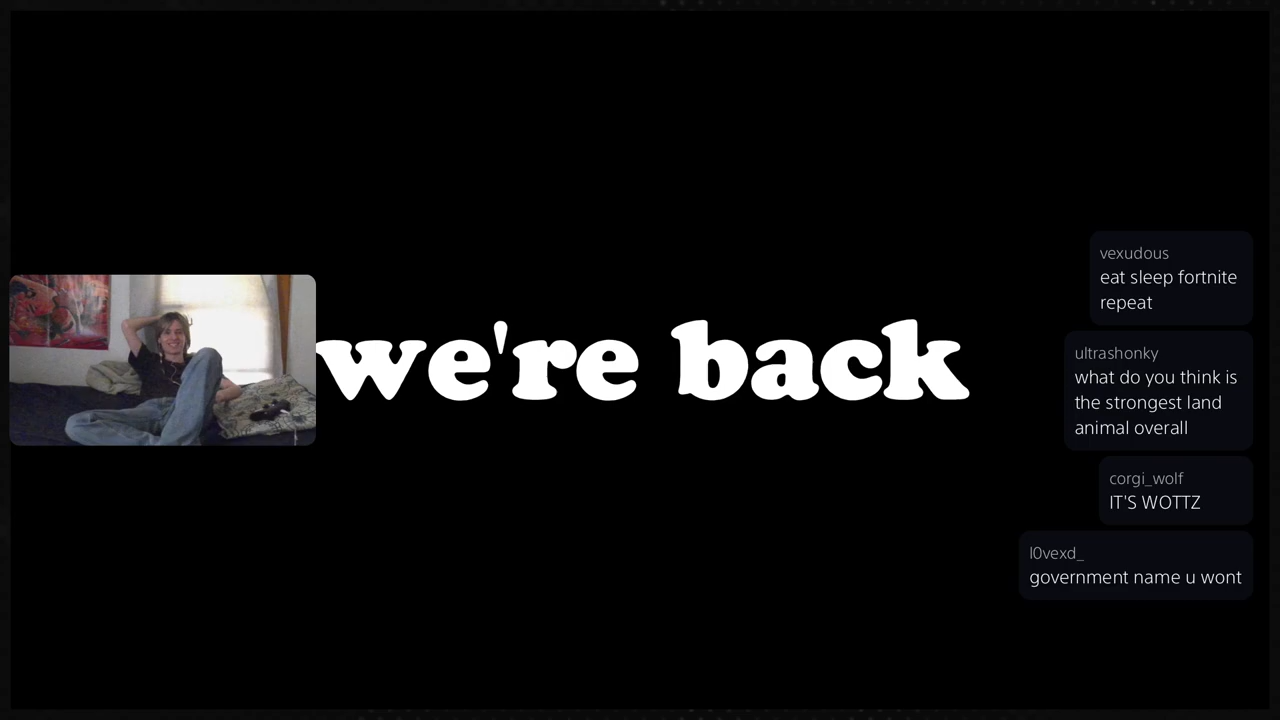 we're back
vexudous
eat sleep fortnite
repeat
ultrashonky
what do you think is
the strongest land
animal overall
corgi_wolf
IT'S WOTTZ
l0vexd_
government name u wont